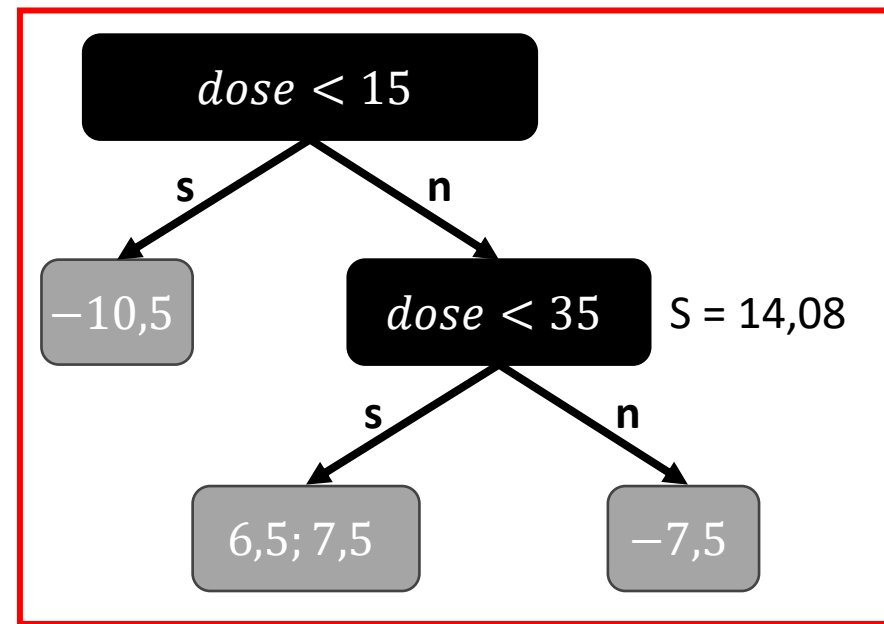 dose < 15
s
n
−10,5
dose < 35
S = 14,08
s
n
6,5; 7,5
−7,5